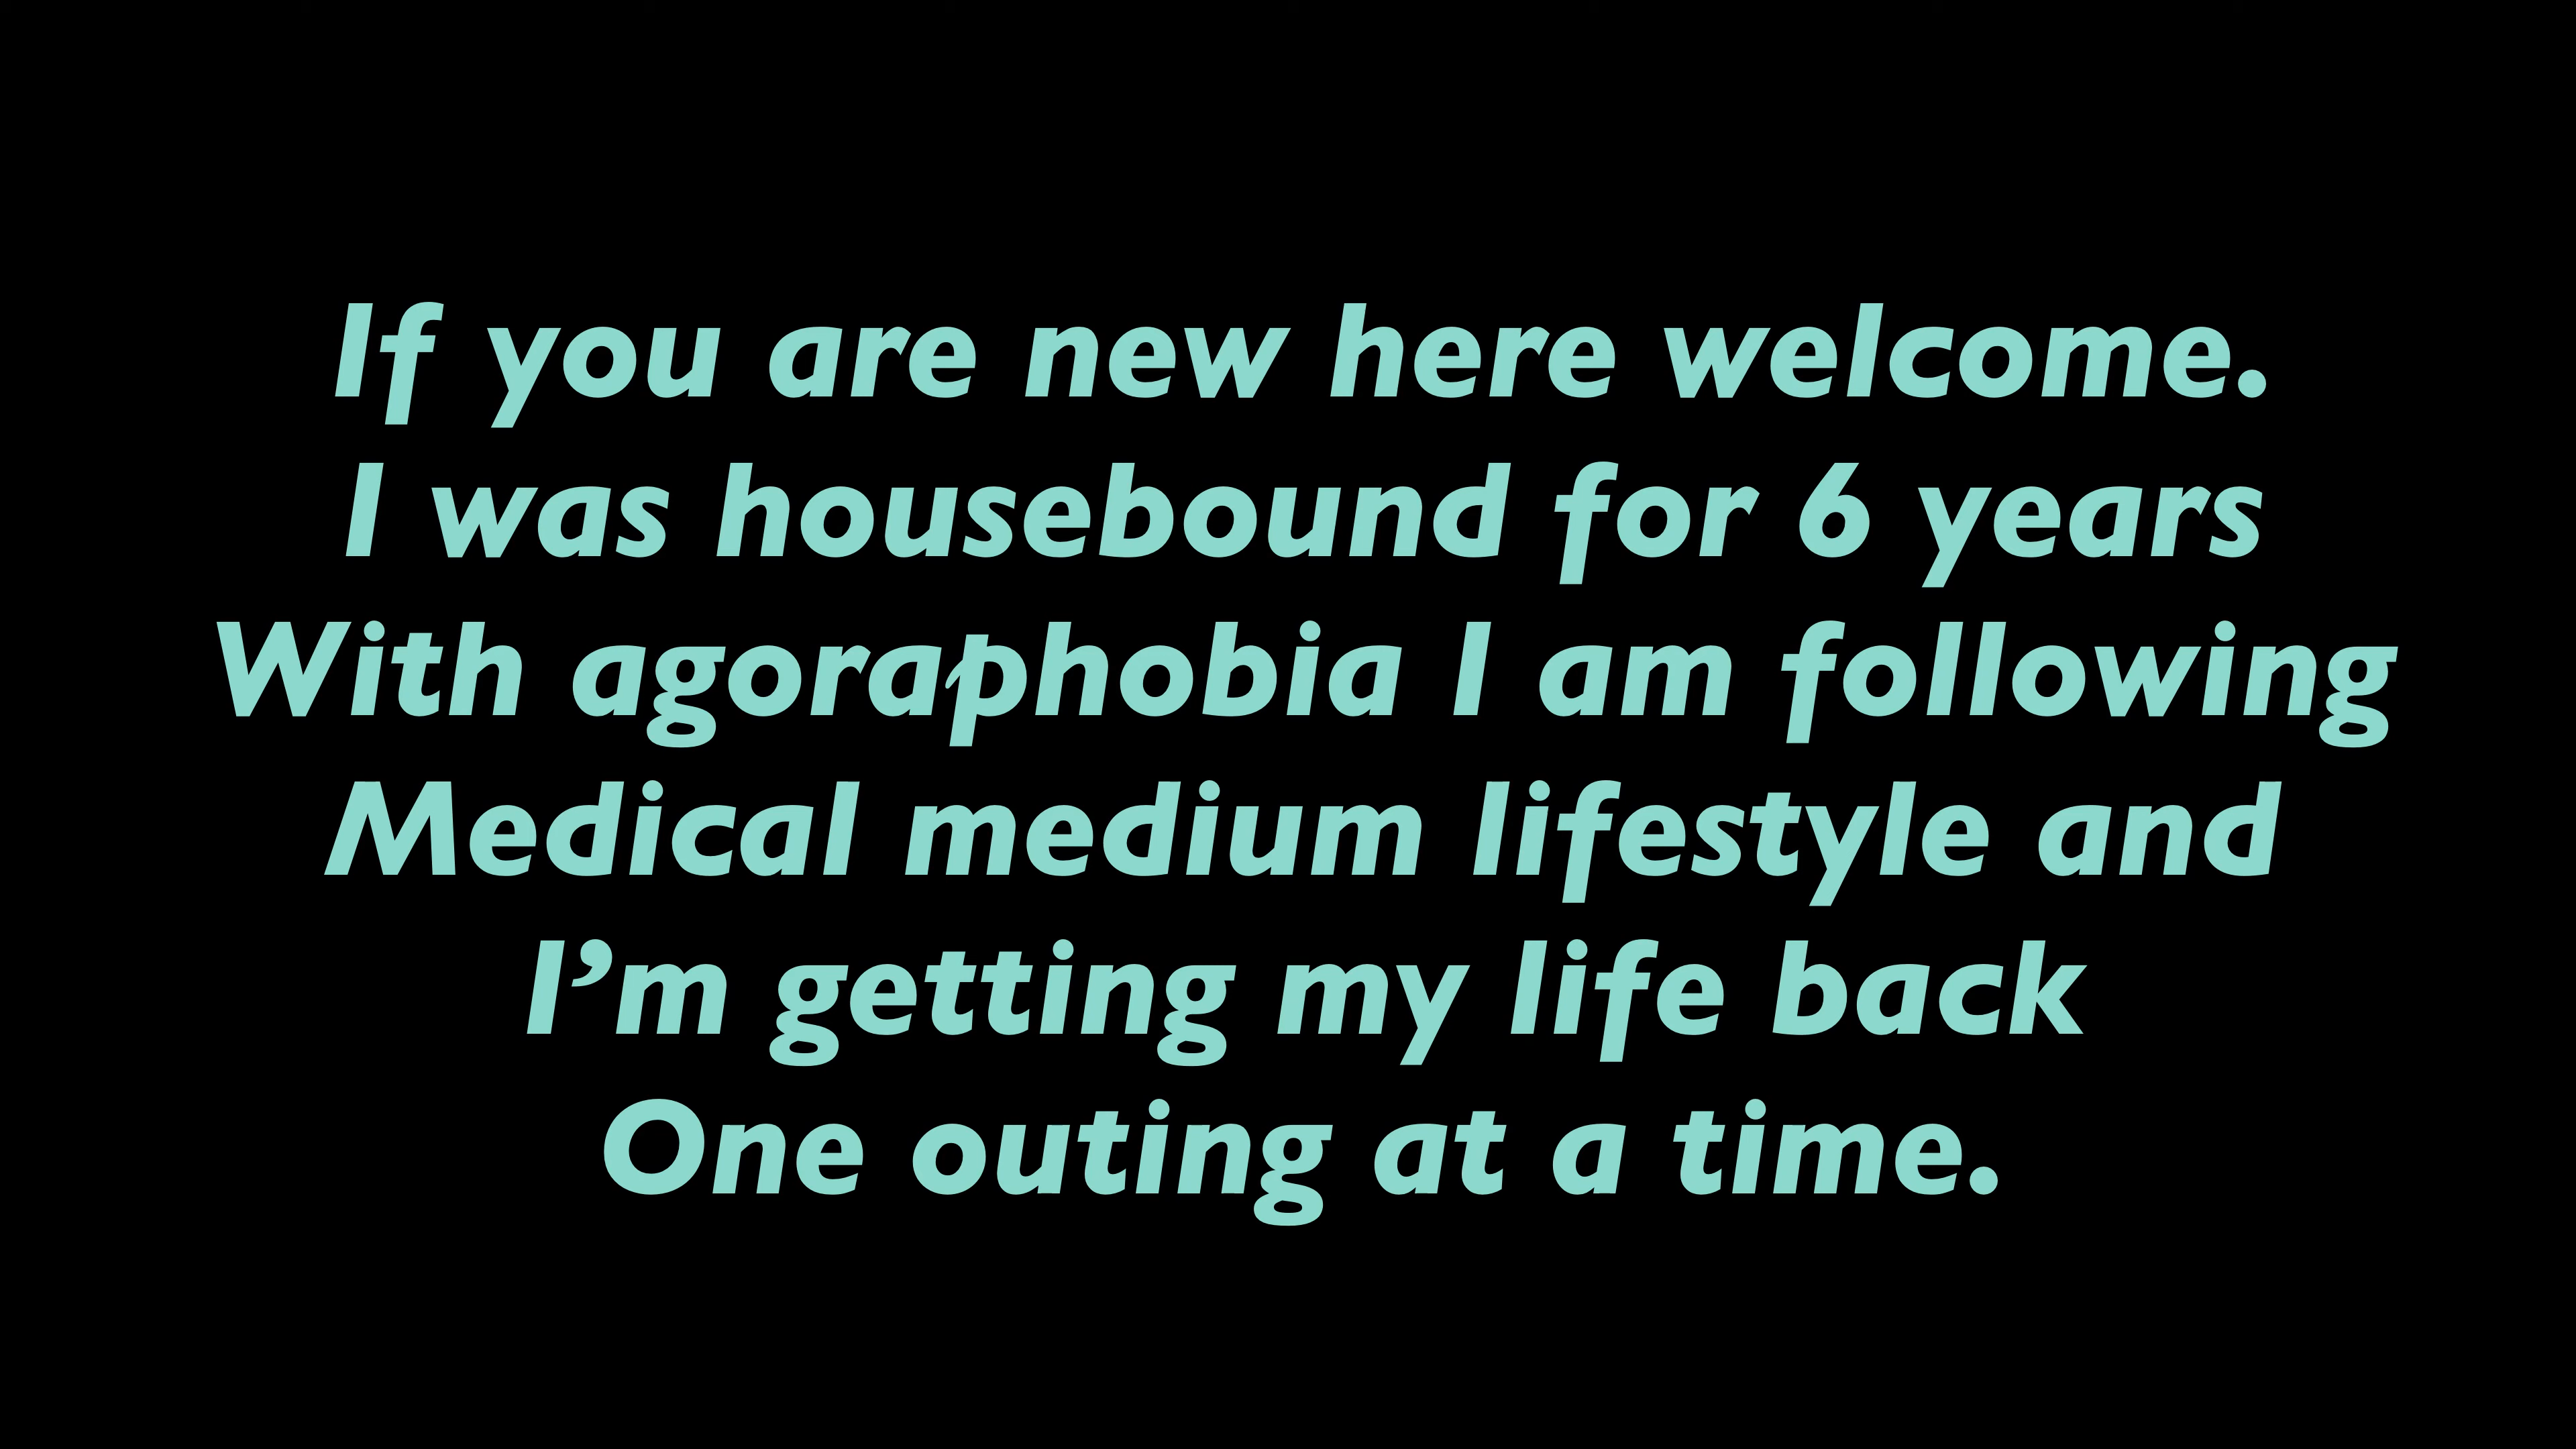 If you are new here welcome.
I was housebound for 6 years
With agoraphobia I am following
Medical medium lifestyle and
I’m getting my life back
One outing at a time.